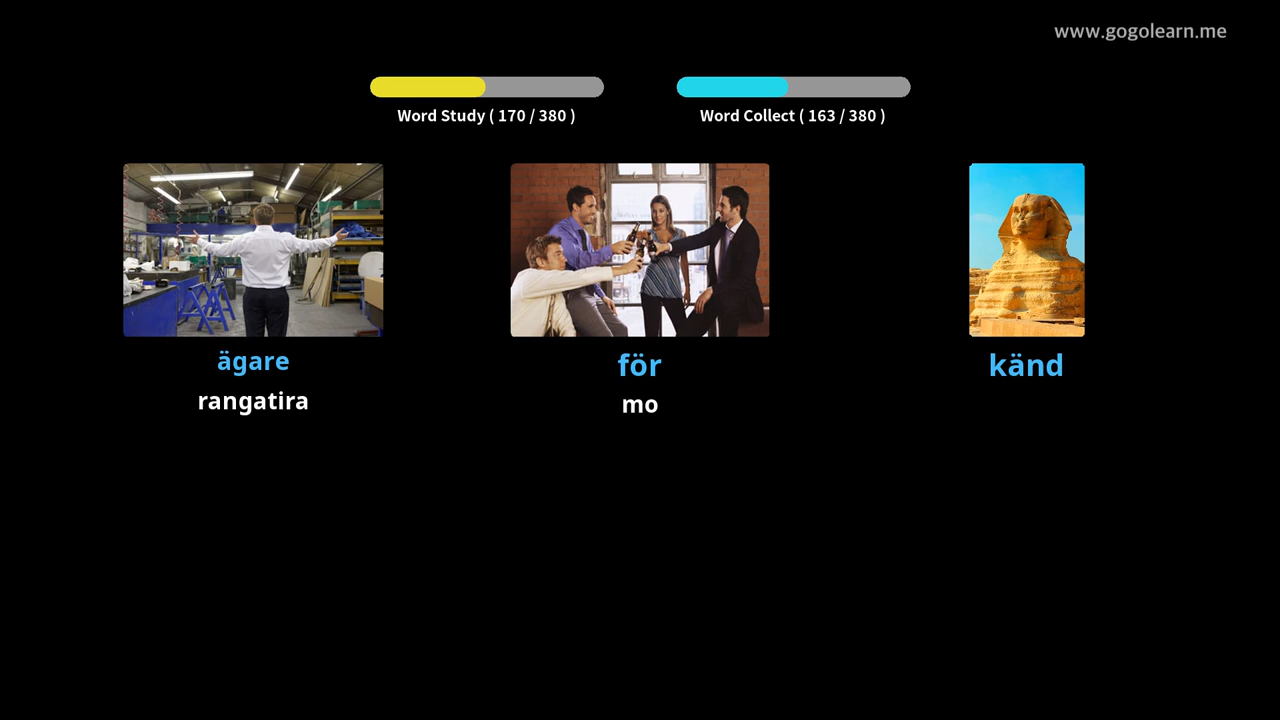 www.gogolearn.me
Word Study ( 170 / 380 )
Word Collect ( 163 / 380 )
ägare
rangatira
för
mo
känd